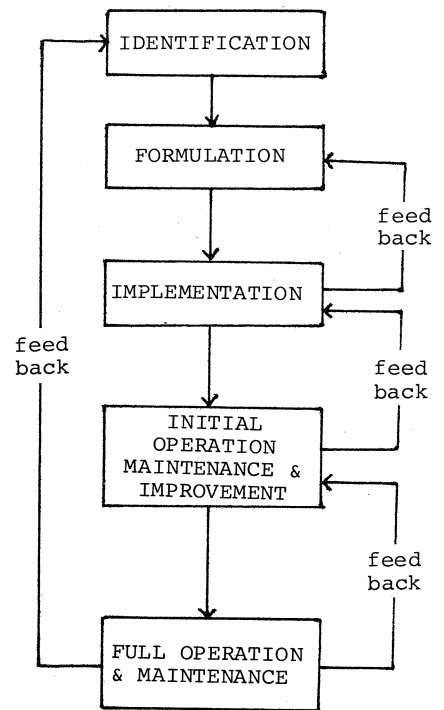 IDENTIFICATION
FORMULATION
feed
back
IMPLEMENTATION
feed
back
feed
back
INITIAL
OPERATION
MAINTENANCE &
IMPROVEMENT
feed
back
FULL OPERATION
& MAINTENANCE